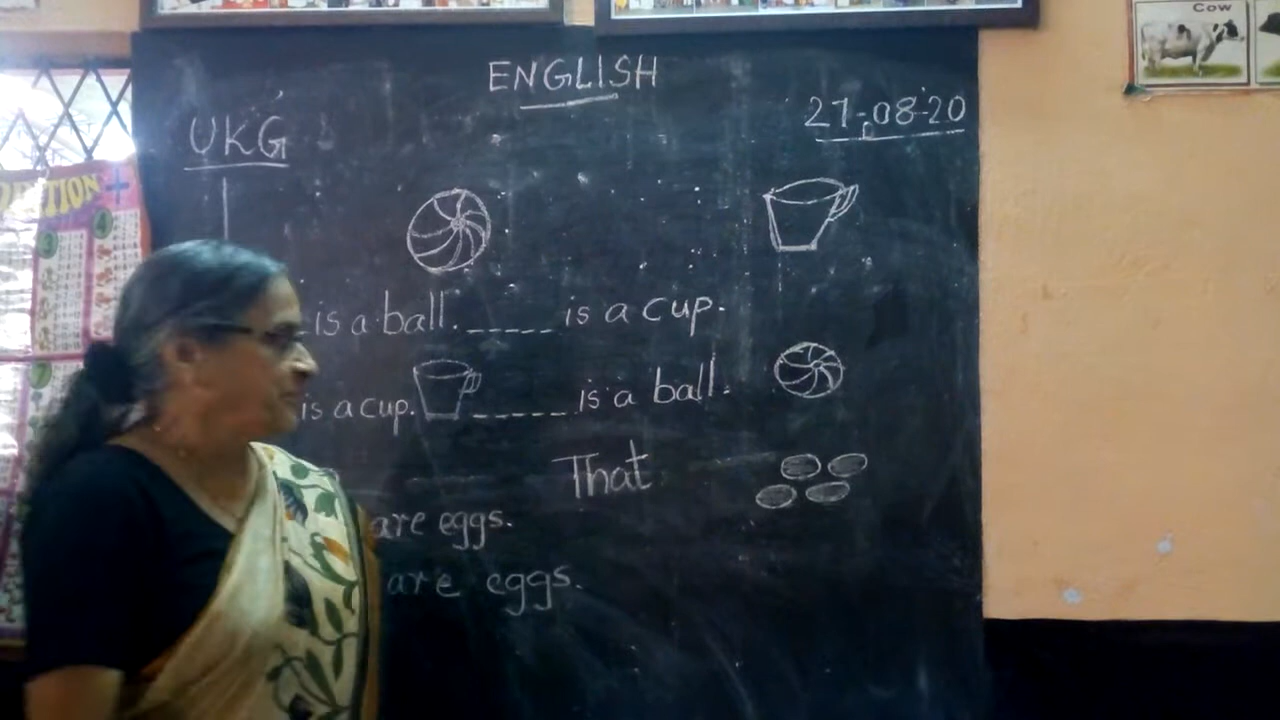 Cow
ENGLISH
27-08-20
UKG
is a ball. _____ is a cup.
is a cup. _____ is a ball.
That
are eggs.
are eggs.